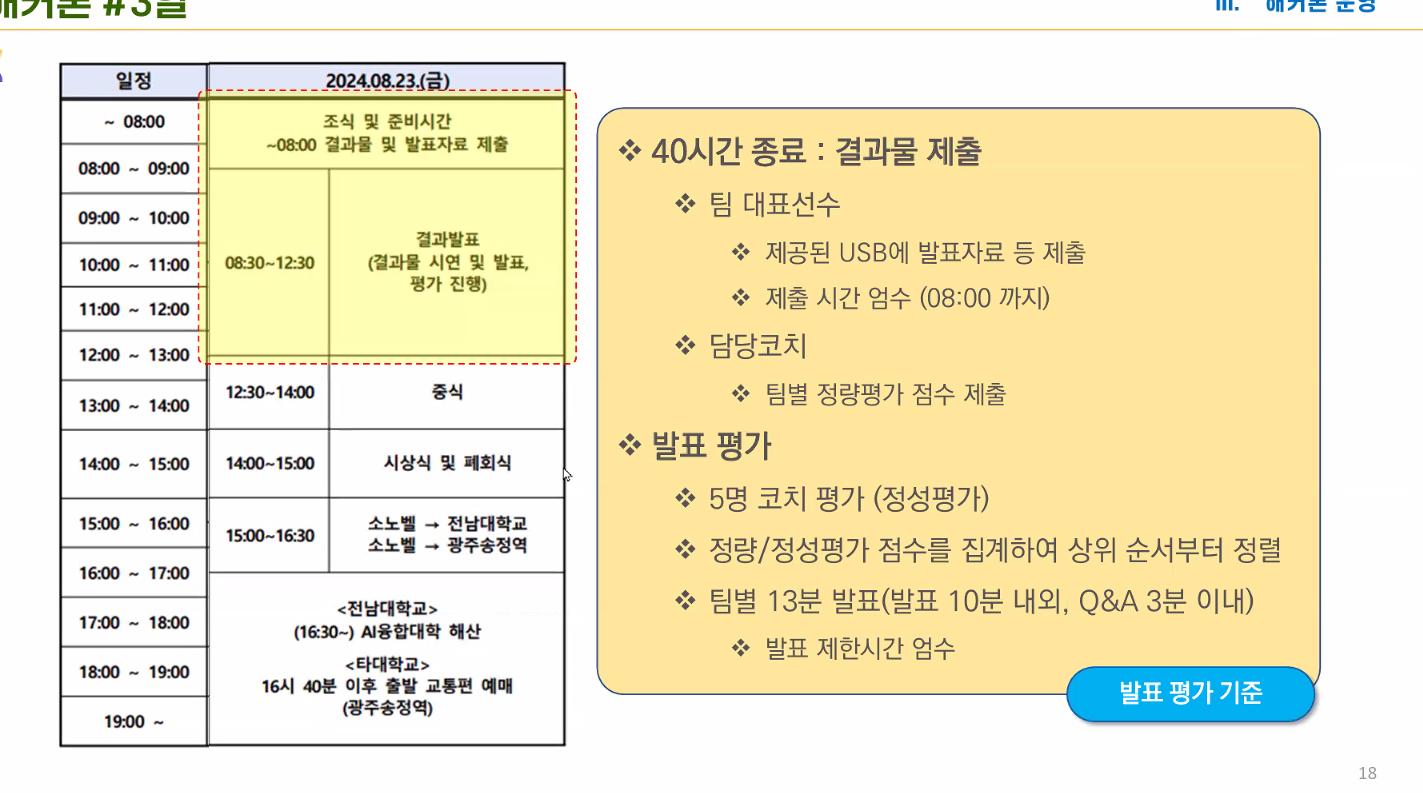 해커톤 #3일
III. 해커톤 운영
일정
2024.08.23.(금)
~ 08:00
조식 및 준비시간
~08:00 결과물 및 발표자료 제출
08:00 ~ 09:00
09:00 ~ 10:00
10:00 ~ 11:00
11:00 ~ 12:00
12:00 ~ 13:00
08:30~12:30
결과발표
(결과물 시연 및 발표,
평가 진행)
13:00 ~ 14:00
12:30~14:00
중식
14:00 ~ 15:00
14:00~15:00
시상식 및 폐회식
15:00 ~ 16:00
15:00~16:30
소노벨 → 전남대학교
소노벨 → 광주송정역
16:00 ~ 17:00
17:00 ~ 18:00
18:00 ~ 19:00
19:00 ~
<전남대학교>
(16:30~) AI융합대학 해산
<타대학교>
16시 40분 이후 출발 교통편 예매
(광주송정역)
❖ 40시간 종료 : 결과물 제출
❖ 팀 대표선수
❖ 제공된 USB에 발표자료 등 제출
❖ 제출 시간 엄수 (08:00 까지)
❖ 담당코치
❖ 팀별 정량평가 점수 제출
❖ 발표 평가
❖ 5명 코치 평가 (정성평가)
❖ 정량/정성평가 점수를 집계하여 상위 순서부터 정렬
❖ 팀별 13분 발표(발표 10분 내외, Q&A 3분 이내)
❖ 발표 제한시간 엄수
발표 평가 기준
18